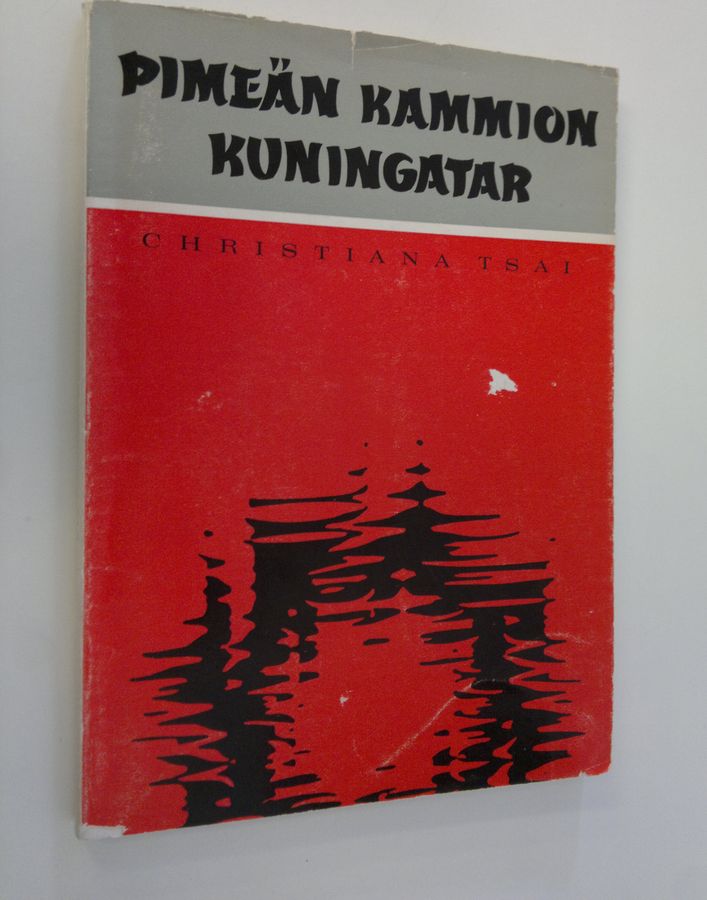 PIMEÄN KAMMION
KUNINGATAR
CHRISTIANA TSAI